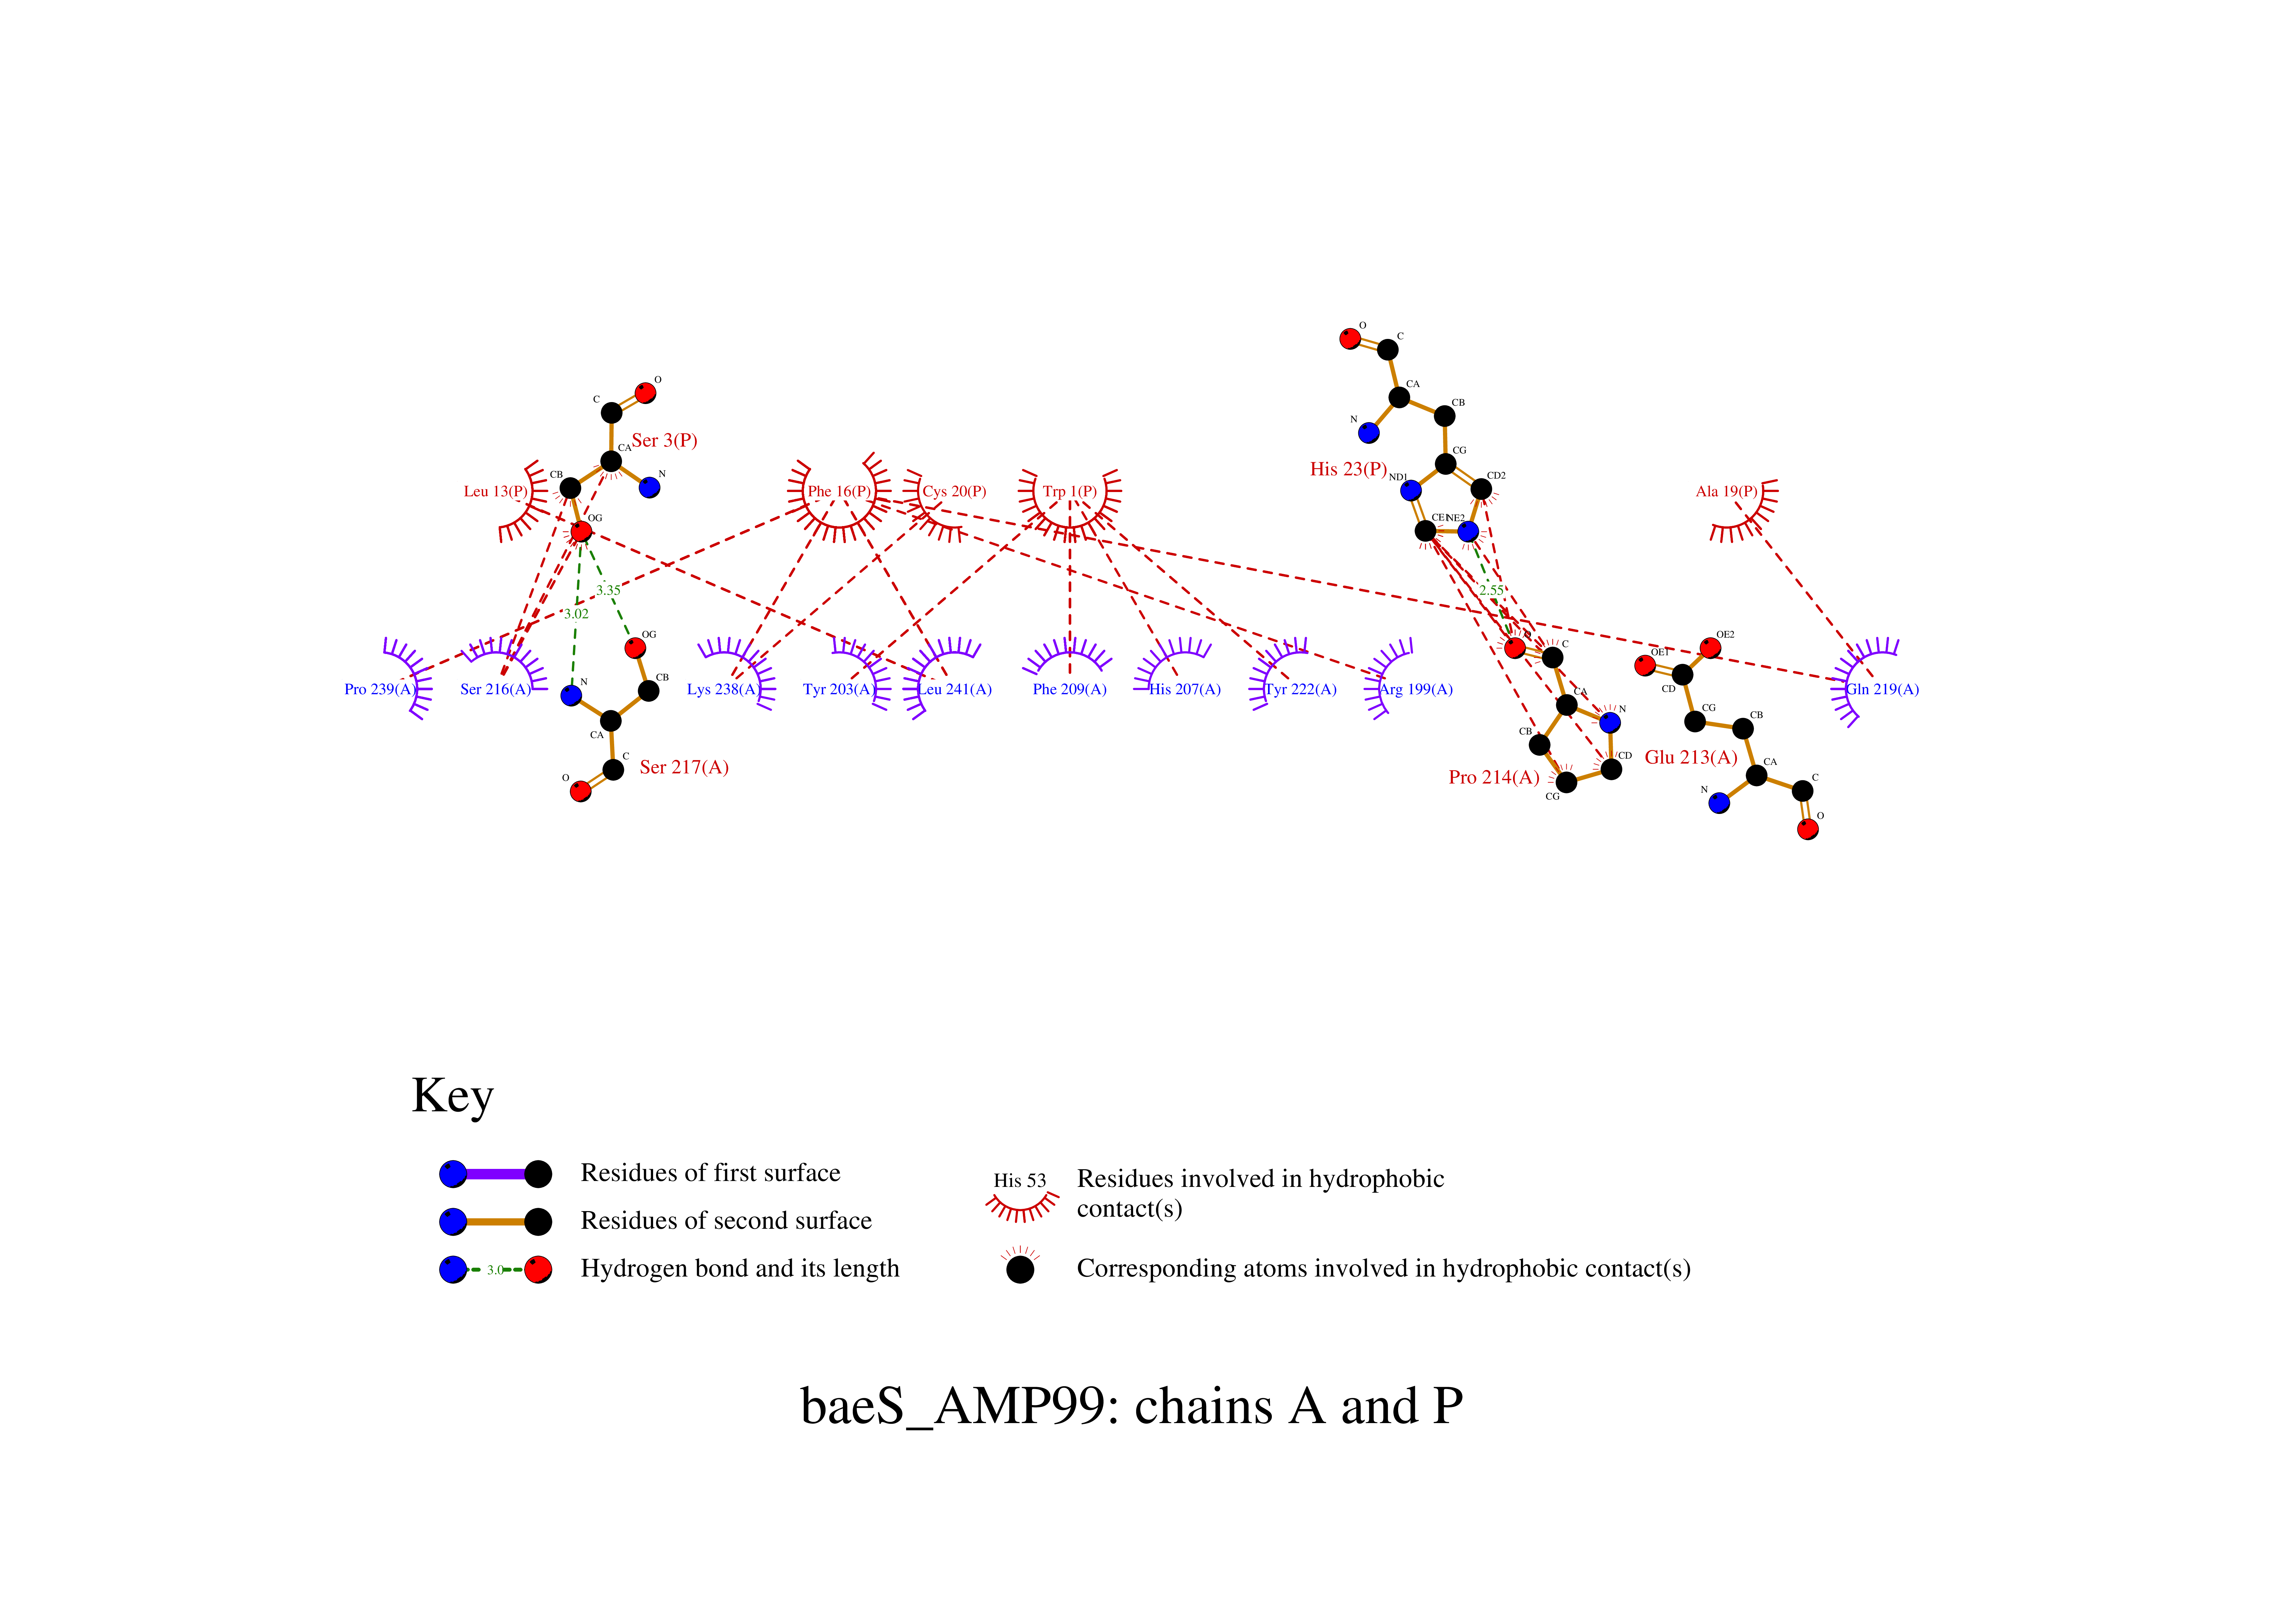 O
C
CA
CB
N
CG
His 23(P)
ND1
CD2
CE1
NE2
O
C
Ser 3(P)
CA
CB
N
OG
Leu 13(P)
Phe 16(P)
Cys 20(P)
Trp 1(P)
Ala 19(P)
3.35
3.02
2.55
Pro 239(A)
Ser 216(A)
Lys 238(A)
Tyr 203(A)
Leu 241(A)
Phe 209(A)
His 207(A)
Tyr 222(A)
Arg 199(A)
Gln 219(A)
OG
N
CB
CA
C
O
Ser 217(A)
O
C
CA
N
CB
CD
CG
Pro 214(A)
OE2
OE1
CD
CG
CB
Glu 213(A)
CA
C
N
O
Key
Residues of first surface
Residues of second surface
3.0
Hydrogen bond and its length
His 53
Residues involved in hydrophobic
contact(s)
Corresponding atoms involved in hydrophobic contact(s)
baeS_AMP99: chains A and P